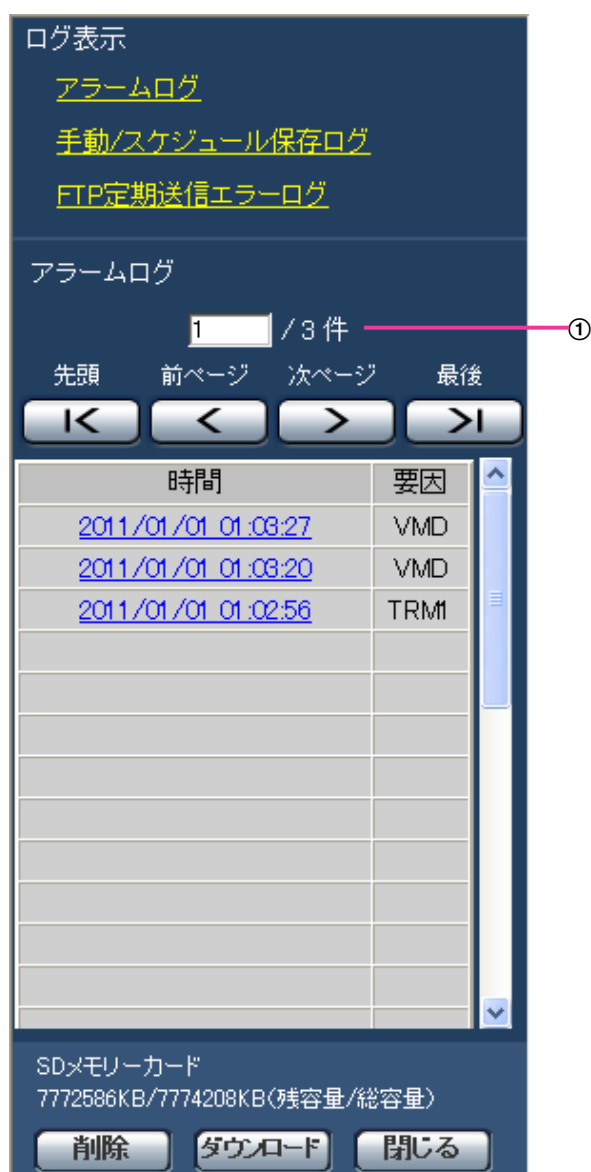 ログ表示
アラームログ
手動/スケジュール保存ログ
FTP定期送信エラーログ
アラームログ
1 / 3 件
①
先頭 前ページ 次ページ 最後
時間 要因
2011/01/01 01:03:27 VMD
2011/01/01 01:03:20 VMD
2011/01/01 01:02:56 TRM1
SDメモリーカード
7772586KB/7774208KB(残容量/総容量)
削除 ダウンロード 閉じる